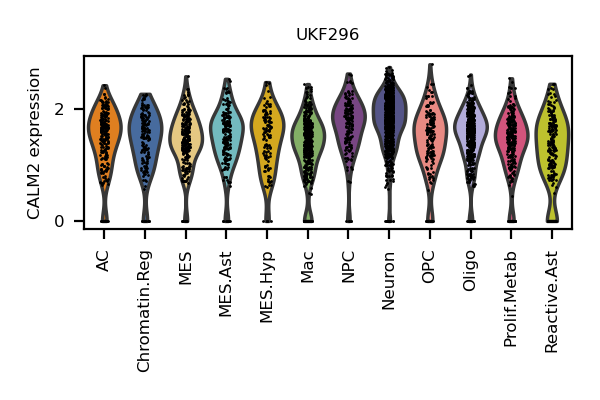 UKF296
CALM2 expression
2
0
AC
Chromatin.Reg
MES
MES.Ast
MES.Hyp
Mac
NPC
Neuron
OPC
Oligo
Prolif.Metab
Reactive.Ast